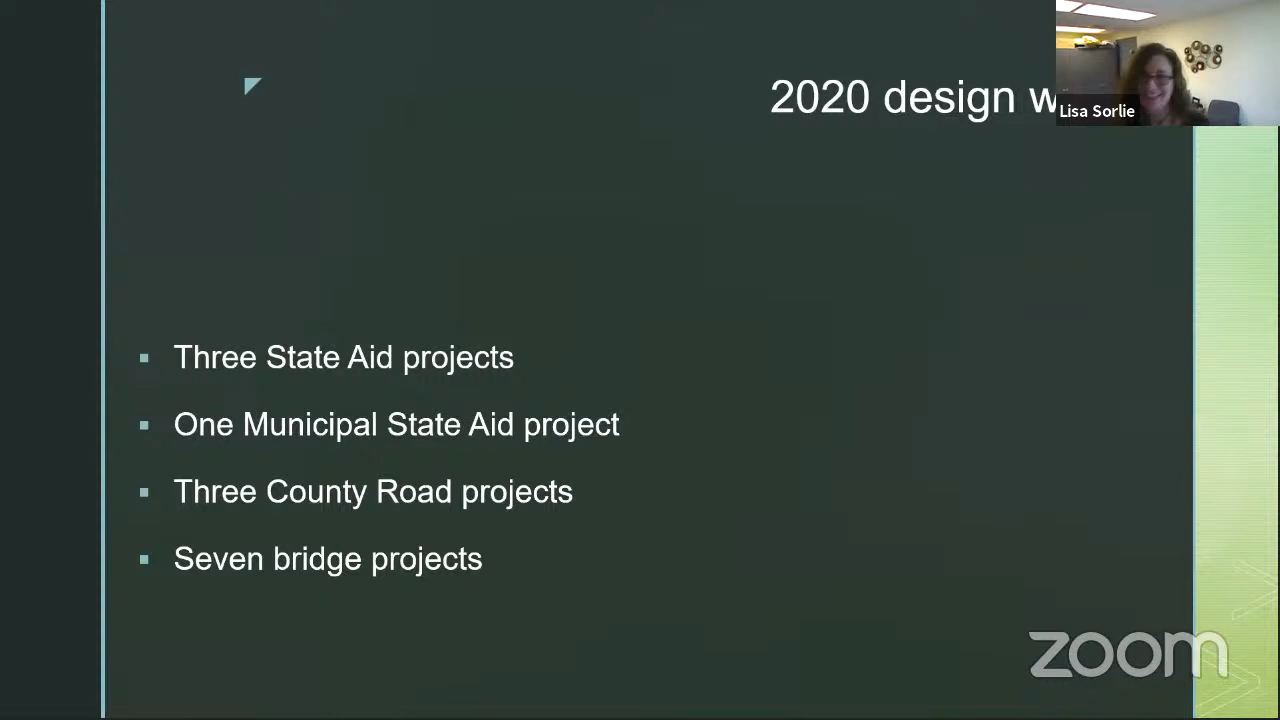 2020 design w
Lisa Sorlie
Three State Aid projects
One Municipal State Aid project
Three County Road projects
Seven bridge projects
zoom